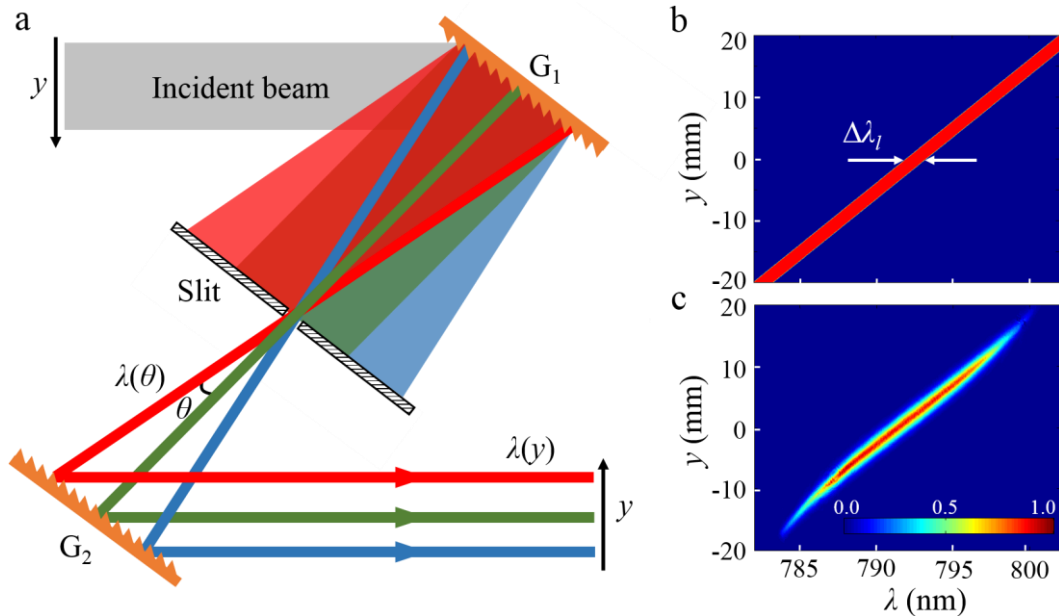 a
y
Incident beam
G₁
Slit
λ(θ)
θ
λ(y)
y
G₂
b
20
10
0
-10
-20
y (mm)
Δλₗ
c
20
10
0
-10
-20
y (mm)
0.0 0.5 1.0
785 790 795 800
λ (nm)